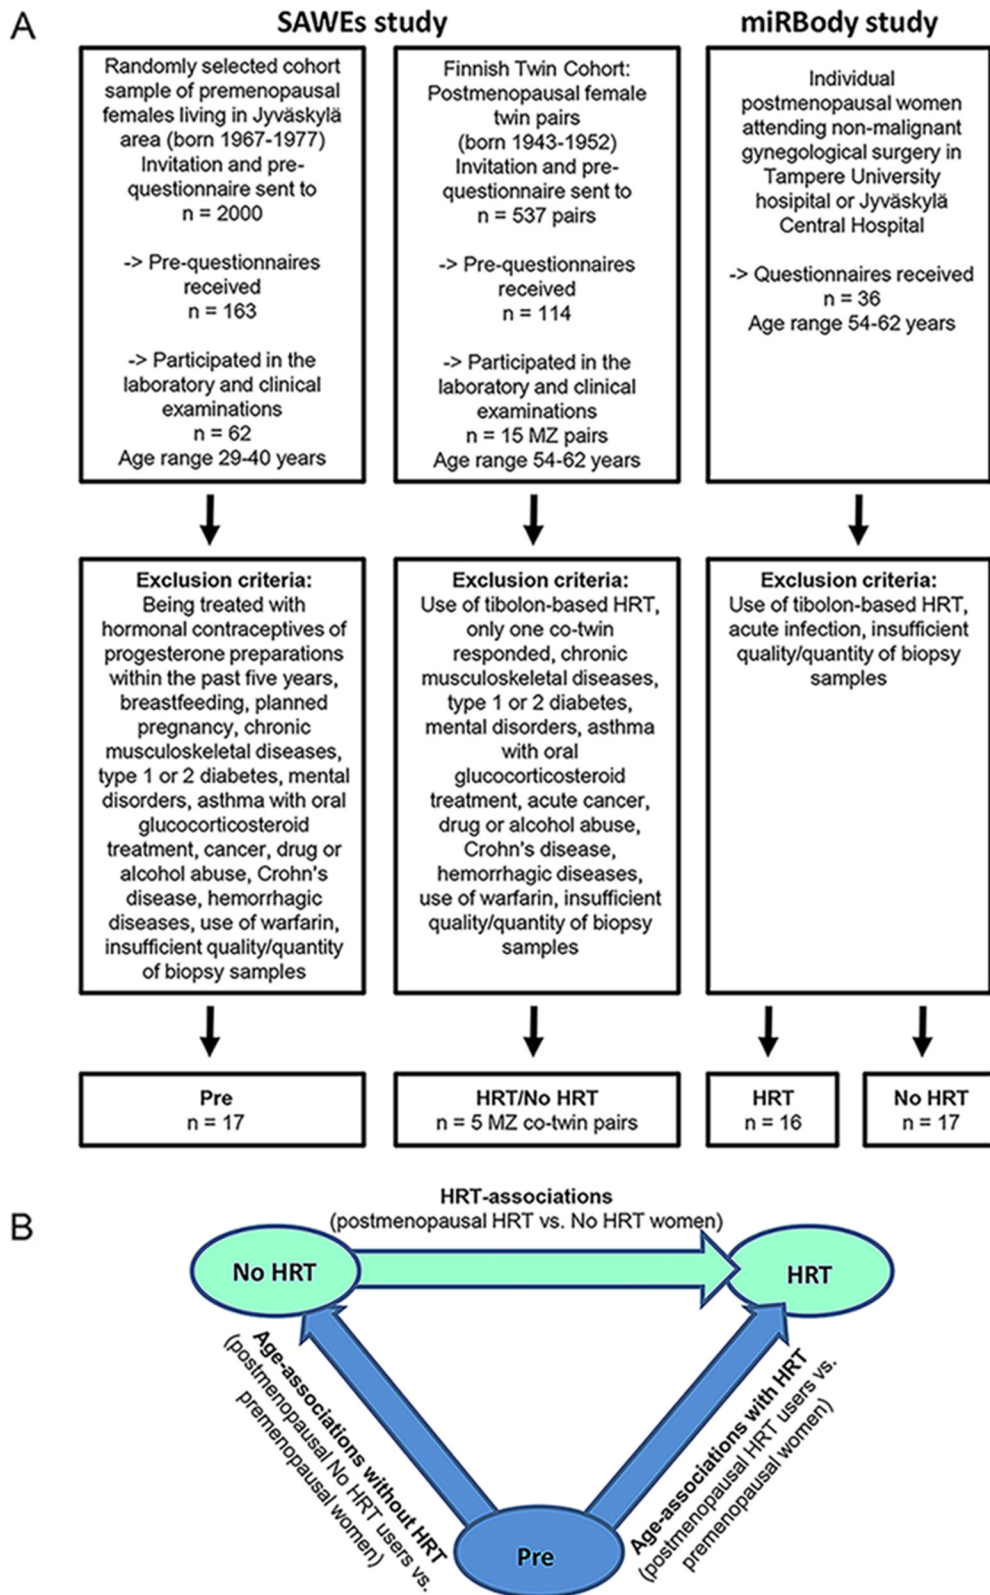 A
SAWEs study
miRBody study
Randomly selected cohort
sample of premenopausal
females living in Jyväskylä
area (born 1967-1977)
Invitation and pre-
questionnaire sent to
n = 2000
-> Pre-questionnaires
received
n = 163
-> Participated in the
laboratory and clinical
examinations
n = 62
Age range 29-40 years
Finnish Twin Cohort:
Postmenopausal female
twin pairs
(born 1943-1952)
Invitation and pre-
questionnaire sent to
n = 537 pairs
-> Pre-questionnaires
received
n = 114
-> Participated in the
laboratory and clinical
examinations
n = 15 MZ pairs
Age range 54-62 years
Individual
postmenopausal women
attending non-malignant
gynegological surgery in
Tampere University
hosipital or Jyväskylä
Central Hospital
-> Questionnaires received
n = 36
Age range 54-62 years
Exclusion criteria:
Being treated with
hormonal contraceptives of
progesterone preparations
within the past five years,
breastfeeding, planned
pregnancy, chronic
musculoskeletal diseases,
type 1 or 2 diabetes, mental
disorders, asthma with oral
glucocorticosteroid
treatment, cancer, drug or
alcohol abuse, Crohn's
disease, hemorrhagic
diseases, use of warfarin,
insufficient quality/quantity
of biopsy samples
Exclusion criteria:
Use of tibolon-based HRT,
only one co-twin
responded, chronic
musculoskeletal diseases,
type 1 or 2 diabetes,
mental disorders, asthma
with oral
glucocorticosteroid
treatment, acute cancer,
drug or alcohol abuse,
Crohn's disease,
hemorrhagic diseases,
use of warfarin, insufficient
quality/quantity of biopsy
samples
Exclusion criteria:
Use of tibolon-based HRT,
acute infection, insufficient
quality/quantity of biopsy
samples
Pre
n = 17
HRT/No HRT
n = 5 MZ co-twin pairs
HRT
n = 16
No HRT
n = 17
B
HRT-associations
(postmenopausal HRT vs. No HRT women)
No HRT
HRT
Age-associations without HRT
(postmenopausal No HRT users vs.
premenopausal women)
Age-associations with HRT
(postmenopausal HRT users vs.
premenopausal women)
Pre